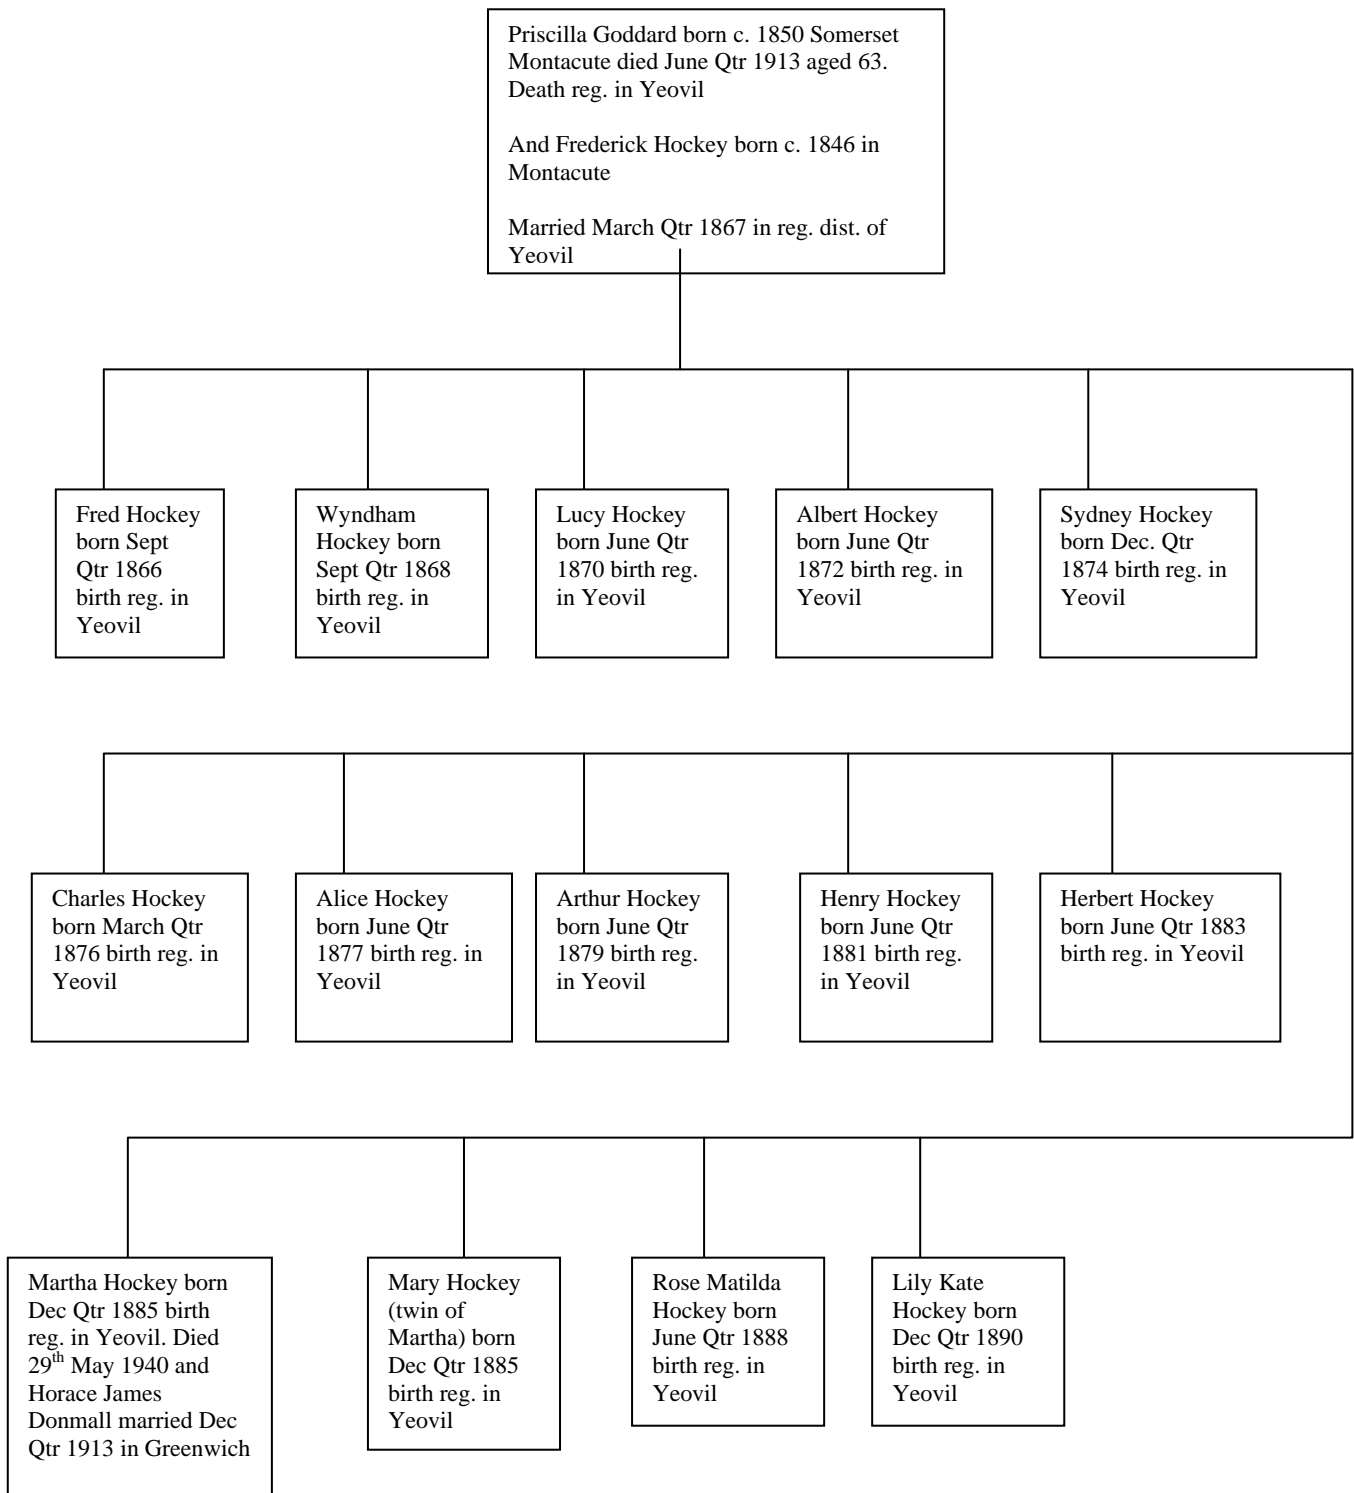 Priscilla Goddard born c. 1850 Somerset
Montacute died June Qtr 1913 aged 63.
Death reg. in Yeovil
And Frederick Hockey born c. 1846 in
Montacute
Married March Qtr 1867 in reg. dist. of
Yeovil
Fred Hockey
born Sept
Qtr 1866
birth reg. in
Yeovil
Wyndham
Hockey born
Sept Qtr 1868
birth reg. in
Yeovil
Lucy Hockey
born June Qtr
1870 birth reg.
in Yeovil
Albert Hockey
born June Qtr
1872 birth reg. in
Yeovil
Sydney Hockey
born Dec. Qtr
1874 birth reg. in
Yeovil
Charles Hockey
born March Qtr
1876 birth reg. in
Yeovil
Alice Hockey
born June Qtr
1877 birth reg. in
Yeovil
Arthur Hockey
born June Qtr
1879 birth reg.
in Yeovil
Henry Hockey
born June Qtr
1881 birth reg.
in Yeovil
Herbert Hockey
born June Qtr 1883
birth reg. in Yeovil
Martha Hockey born
Dec Qtr 1885 birth
reg. in Yeovil. Died
29th May 1940 and
Horace James
Donmall married Dec
Qtr 1913 in Greenwich
Mary Hockey
(twin of
Martha) born
Dec Qtr 1885
birth reg. in
Yeovil
Rose Matilda
Hockey born
June Qtr 1888
birth reg. in
Yeovil
Lily Kate
Hockey born
Dec Qtr 1890
birth reg. in
Yeovil